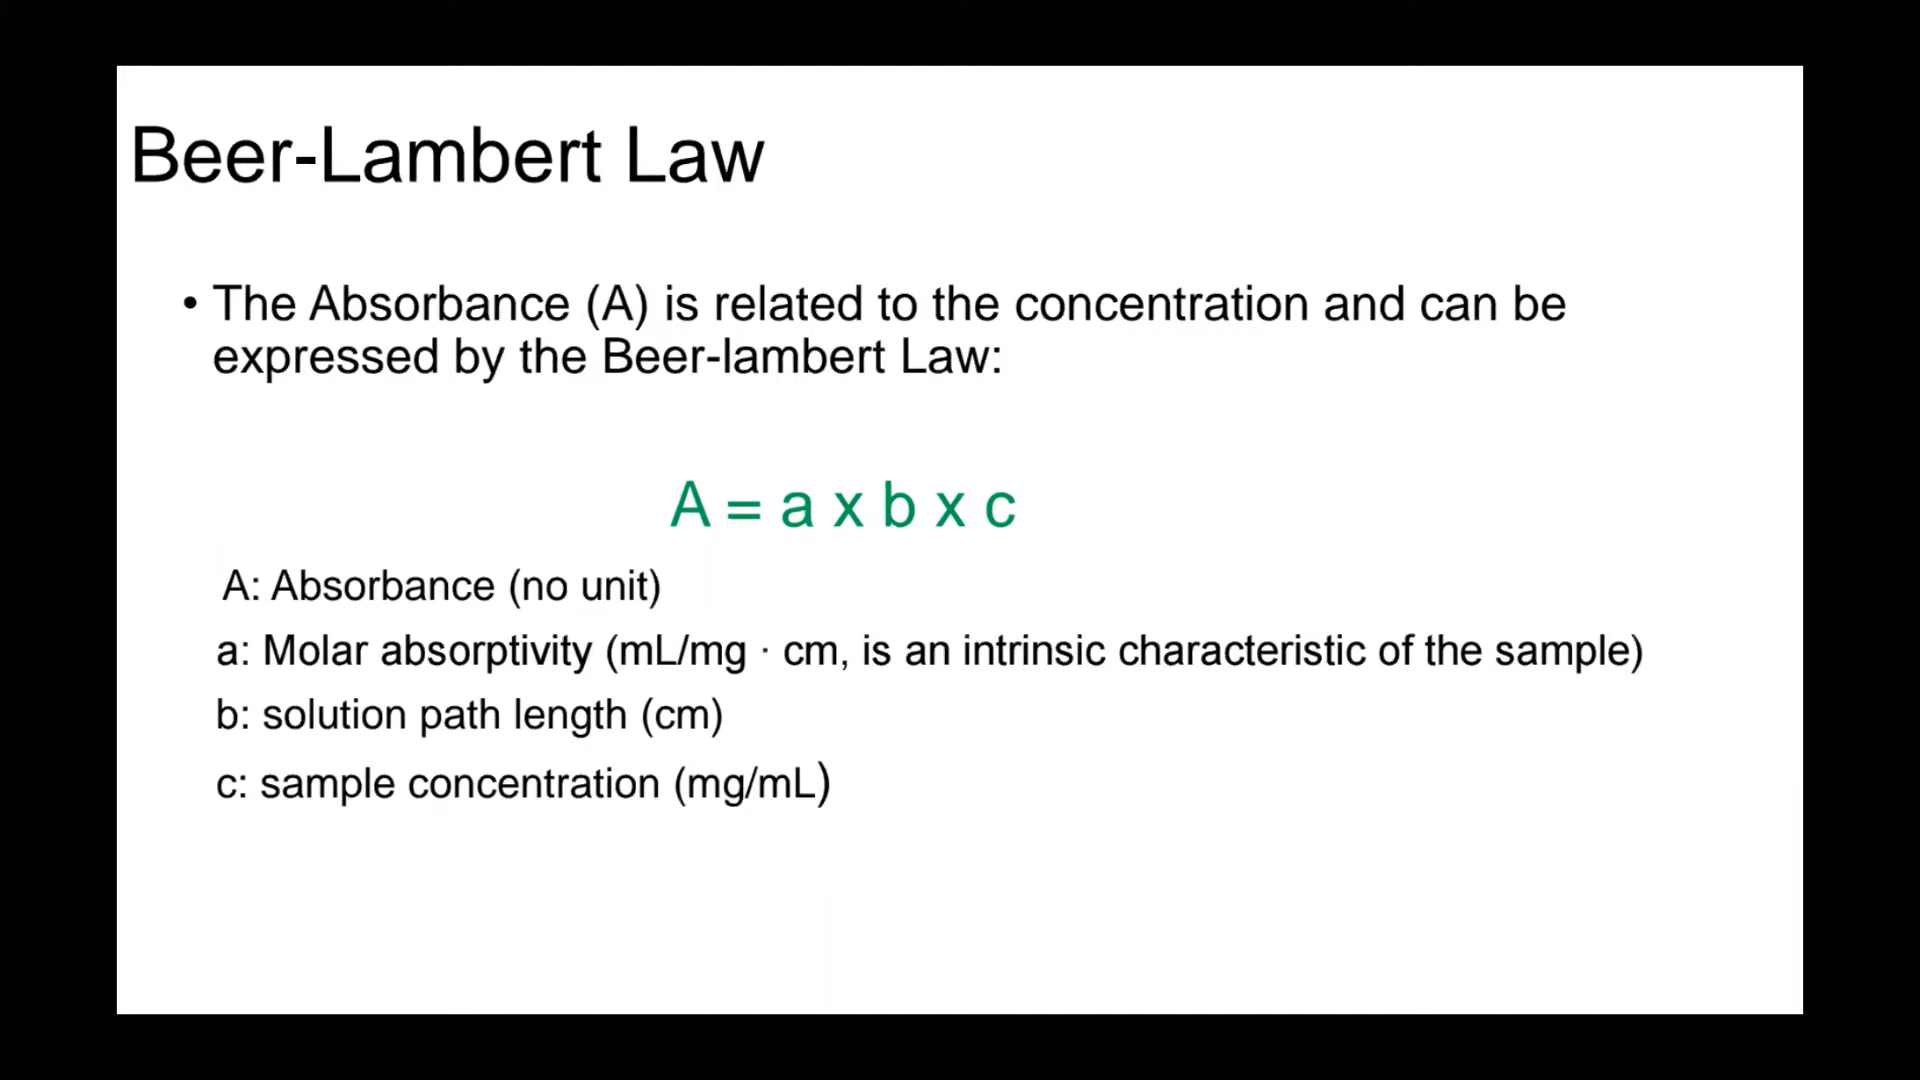 Beer-Lambert Law
• The Absorbance (A) is related to the concentration and can be
expressed by the Beer-lambert Law:
A = a x b x c
A: Absorbance (no unit)
a: Molar absorptivity (mL/mg · cm, is an intrinsic characteristic of the sample)
b: solution path length (cm)
c: sample concentration (mg/mL)